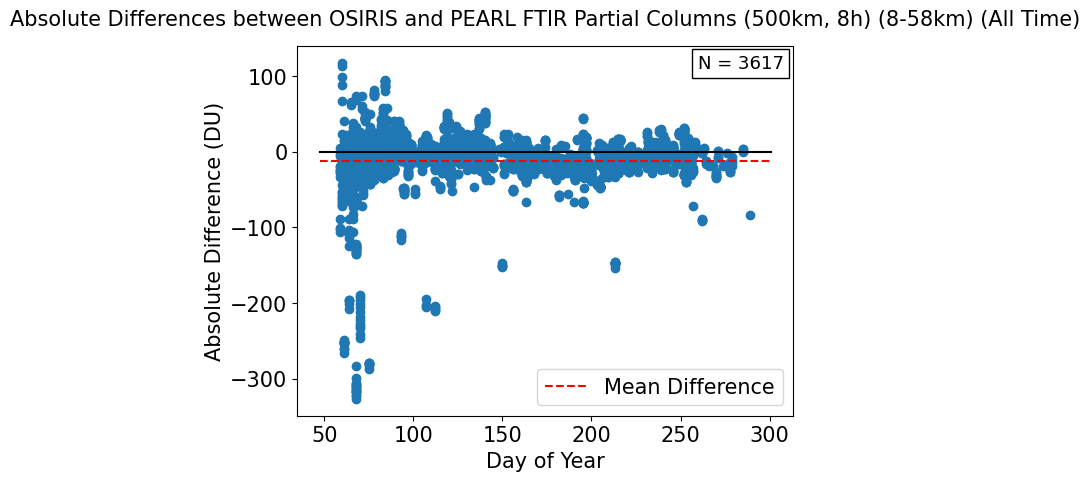 Absolute Differences between OSIRIS and PEARL FTIR Partial Columns (500km, 8h) (8-58km) (All Time)
N = 3617
100
0
−100
−200
−300
Absolute Difference (DU)
Mean Difference
50 100 150 200 250 300
Day of Year